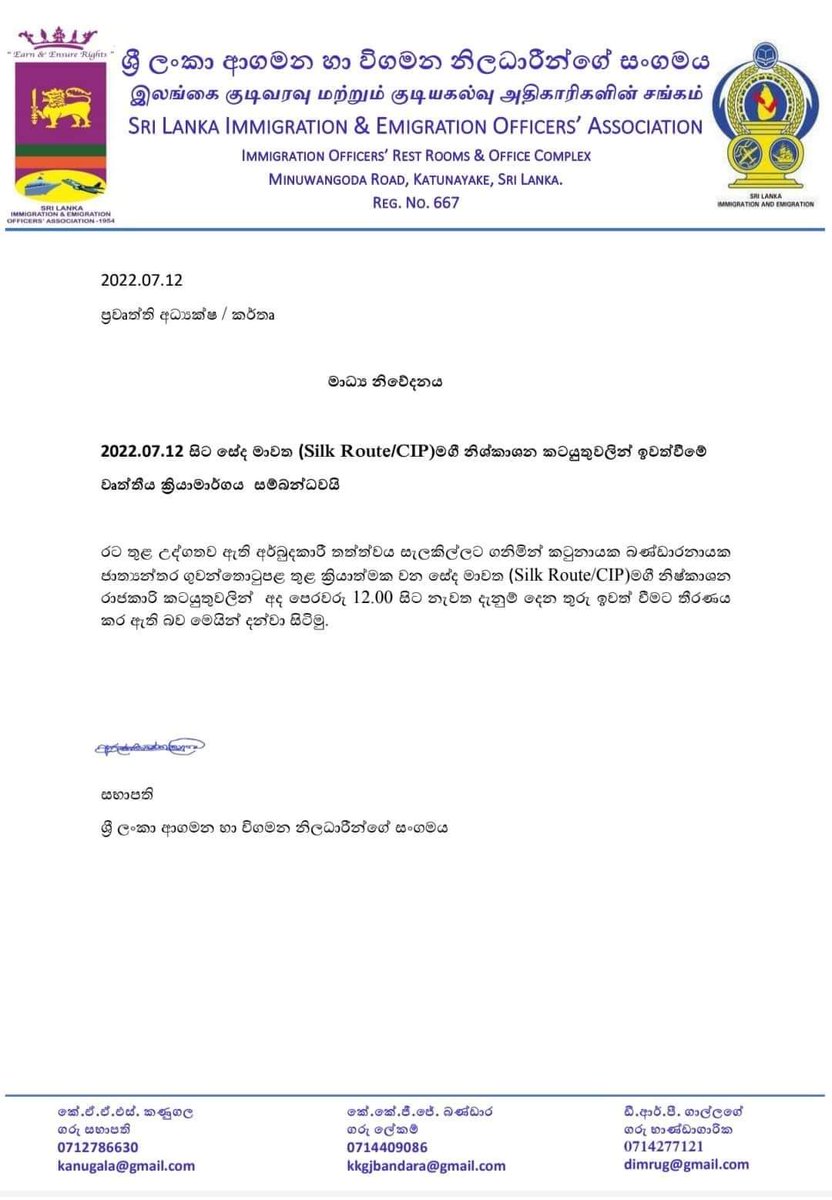 " Earn & Ensure Rights "
SRI LANKA
IMMIGRATION & EMIGRATION
OFFICERS' ASSOCIATION -1954
ශ්‍රී ලංකා ආගමන හා විගමන නිලධාරීන්ගේ සංගමය
இலங்கை குடிவரவு மற்றும் குடியகல்வு அதிகாரிகளின் சங்கம்
SRI LANKA IMMIGRATION & EMIGRATION OFFICERS' ASSOCIATION
IMMIGRATION OFFICERS' REST ROOMS & OFFICE COMPLEX
MINUWANGODA ROAD, KATUNAYAKE, SRI LANKA.
REG. NO. 667
SRI LANKA
IMMIGRATION AND EMIGRATION
2022.07.12
ප්‍රවෘත්ති අධ්‍යක්ෂ / කර්තෘ
මාධ්‍ය නිවේදනය
2022.07.12 සිට සේද මාවත (Silk Route/CIP)මගී නිශ්කාශන කටයුතුවලින් ඉවත්වීමේ
වෘත්තීය ක්‍රියාමාර්ගය සම්බන්ධවයි
රට තුළ උද්ගතව ඇති අර්බුදකාරී තත්ත්වය සැලකිල්ලට ගනිමින් කටුනායක බණ්ඩාරනායක
ජාත්‍යන්තර ගුවන්තොටුපළ තුළ ක්‍රියාත්මක වන සේද මාවත (Silk Route/CIP)මගී නිෂ්කාශන
රාජකාරි කටයුතුවලින් අද පෙරවරු 12.00 සිට නැවත දැනුම් දෙන තුරු ඉවත් වීමට තීරණය
කර ඇති බව මෙයින් දන්වා සිටිමු.
සභාපති
ශ්‍රී ලංකා ආගමන හා විගමන නිලධාරීන්ගේ සංගමය
කේ.ඒ.ඒ.එස්. කණුගල
ගරු සභාපති
0712786630
kanugala@gmail.com
කේ.කේ.ජී.ජේ. බණ්ඩාර
ගරු ලේකම්
0714409086
kkgjbandara@gmail.com
ඩී.ආර්.පී. ගාල්ලගේ
ගරු භාණ්ඩාගාරික
0714277121
dimrug@gmail.com